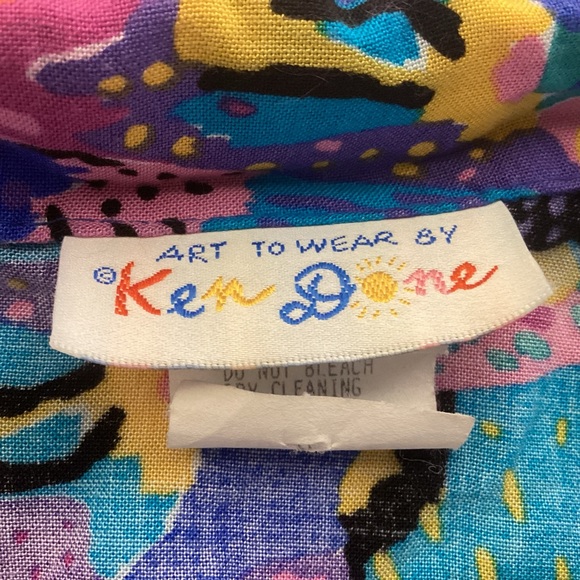 ART TO WEAR BY
© Ken Done
DO NOT BLEACH
DRY CLEANING